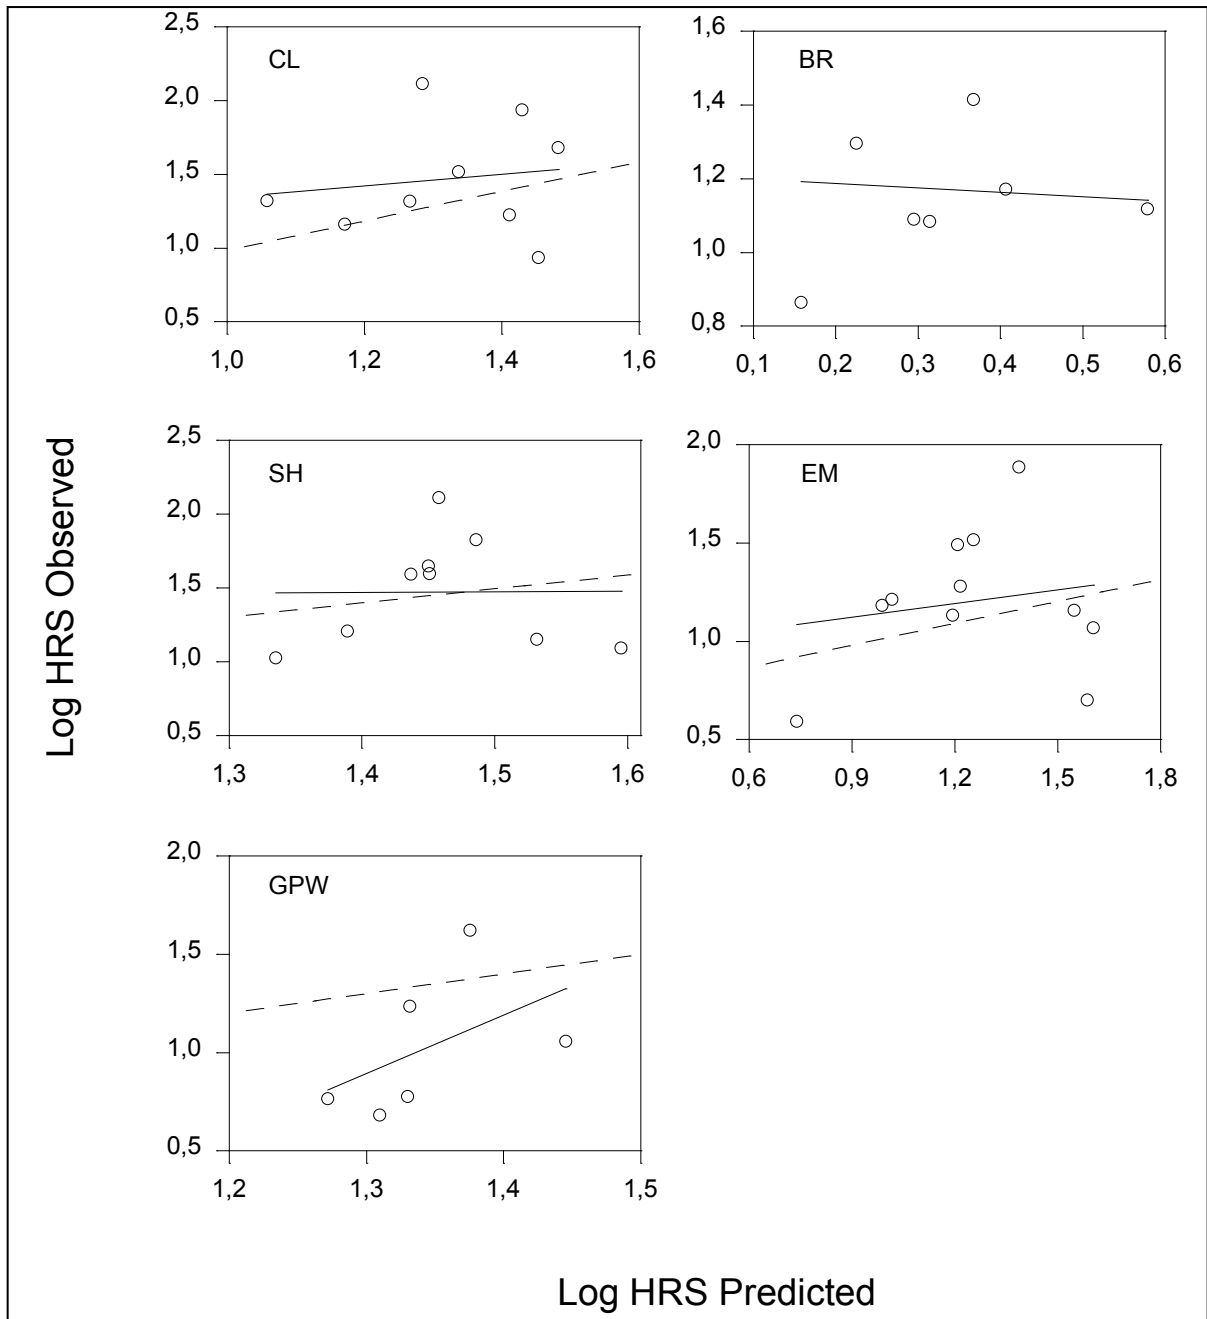 CL
2,5
2,0
1,5
1,0
0,5
1,0 1,2 1,4 1,6
BR
1,6
1,4
1,2
1,0
0,8
0,1 0,2 0,3 0,4 0,5 0,6
SH
2,5
2,0
1,5
1,0
0,5
1,3 1,4 1,5 1,6
EM
2,0
1,5
1,0
0,5
0,6 0,9 1,2 1,5 1,8
GPW
2,0
1,5
1,0
0,5
1,2 1,3 1,4 1,5
Log HRS Observed
Log HRS Predicted